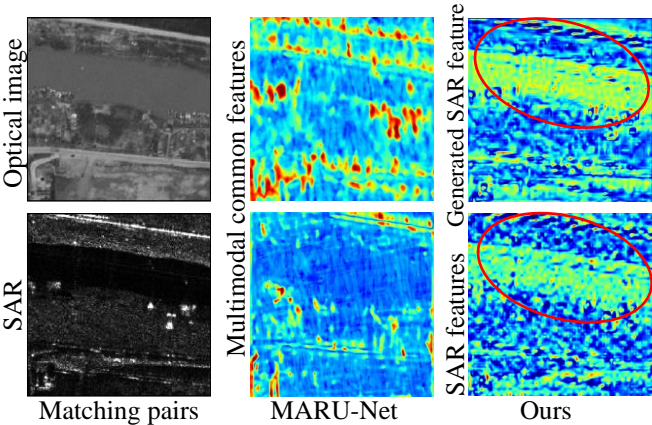 Optical image
SAR
Multimodal common features
Generated SAR feature
SAR features
Matching pairs
MARU-Net
Ours